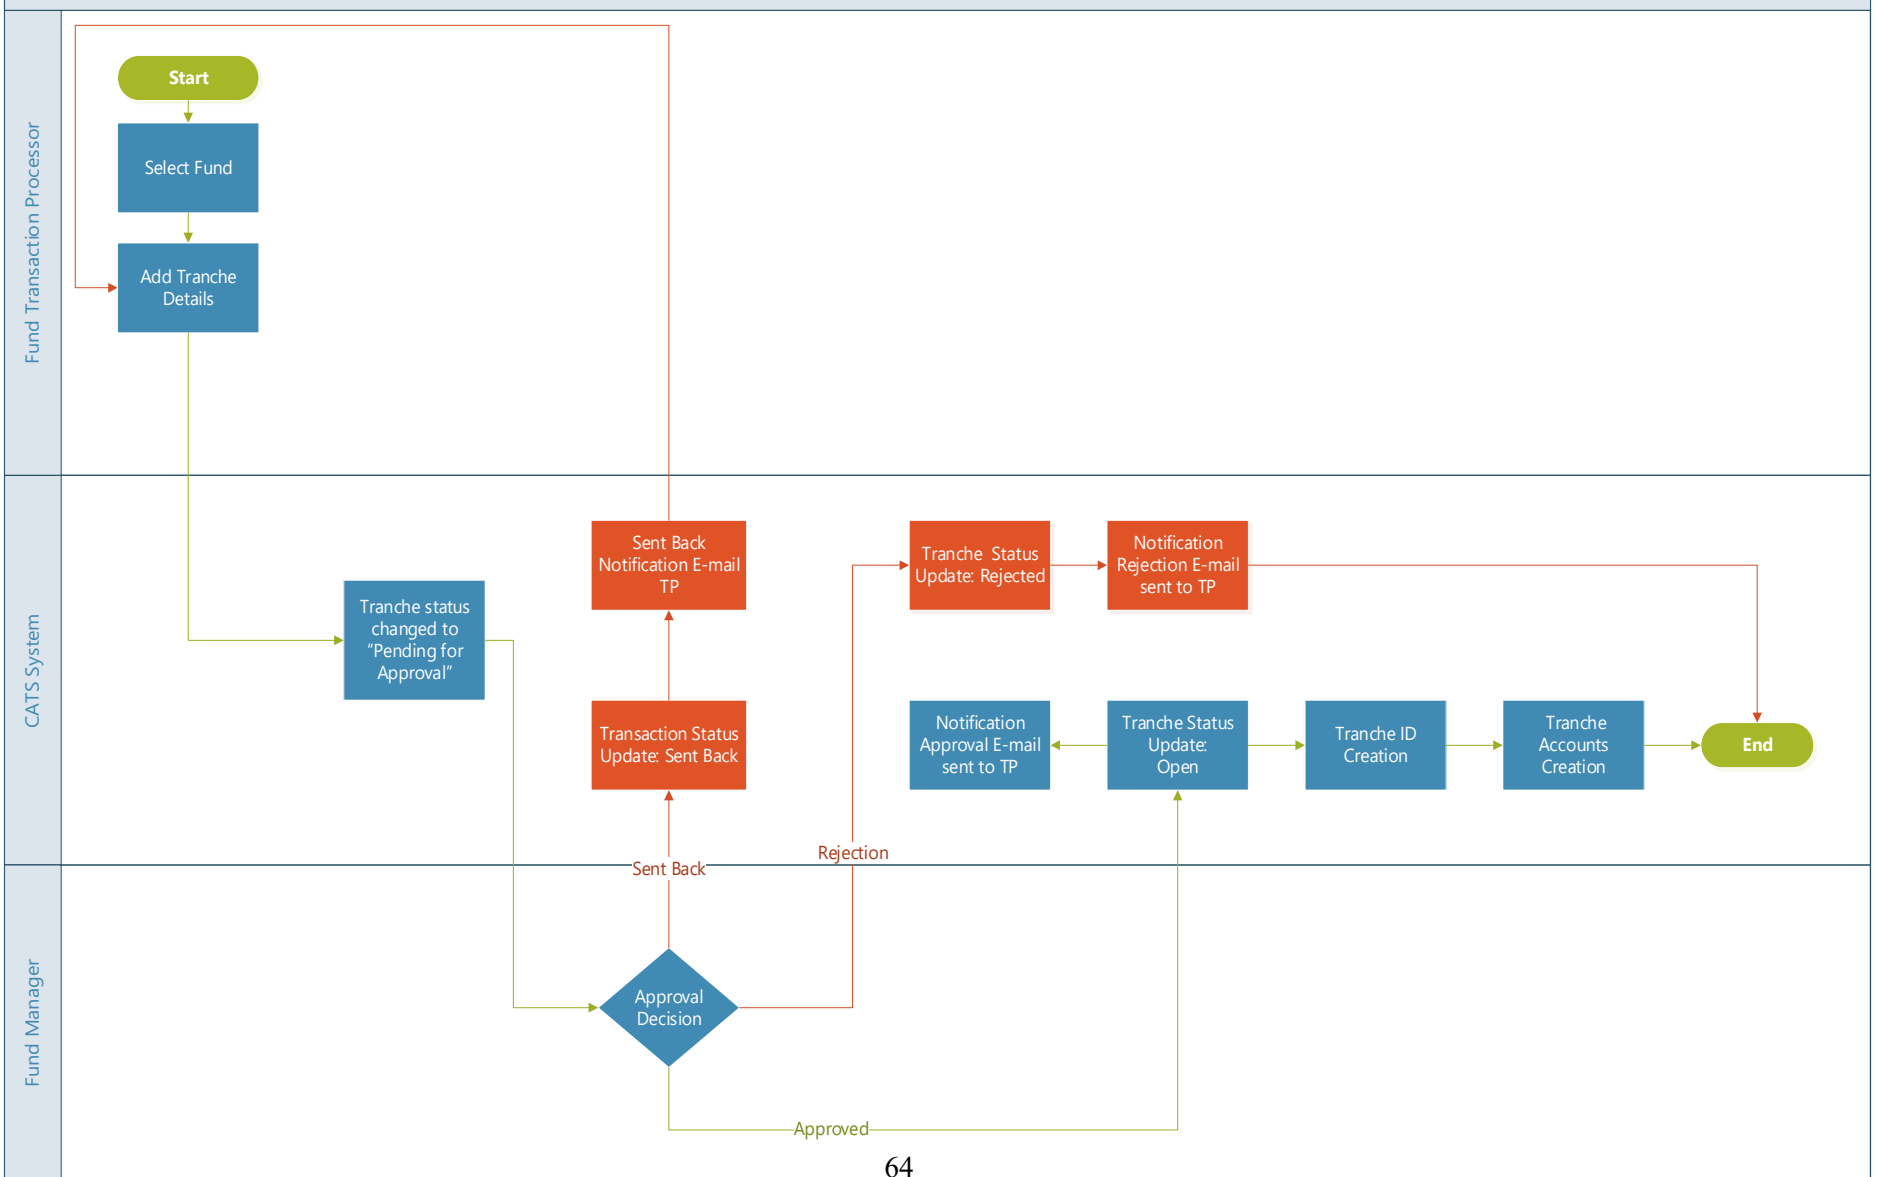 Fund Transaction Processor
Start
Select Fund
Add Tranche
Details
CATS System
Tranche status
changed to
"Pending for
Approval"
Sent Back
Notification E-mail
TP
Transaction Status
Update: Sent Back
Tranche Status
Update: Rejected
Notification
Rejection E-mail
sent to TP
Notification
Approval E-mail
sent to TP
Tranche Status
Update:
Open
Tranche ID
Creation
Tranche
Accounts
Creation
End
Rejection
Sent Back
Fund Manager
Approval
Decision
Approved
64